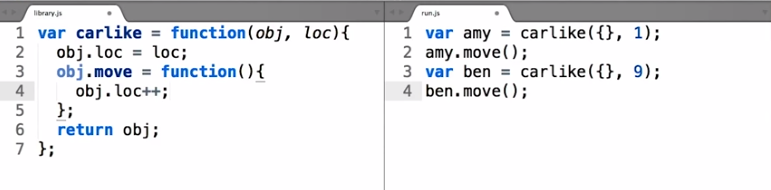 library.js
1 var carlike = function(obj, loc){
2   obj.loc = loc;
3   obj.move = function(){
4     obj.loc++;
5   };
6   return obj;
7 };
run.js
1 var amy = carlike({}, 1);
2 amy.move();
3 var ben = carlike({}, 9);
4 ben.move();